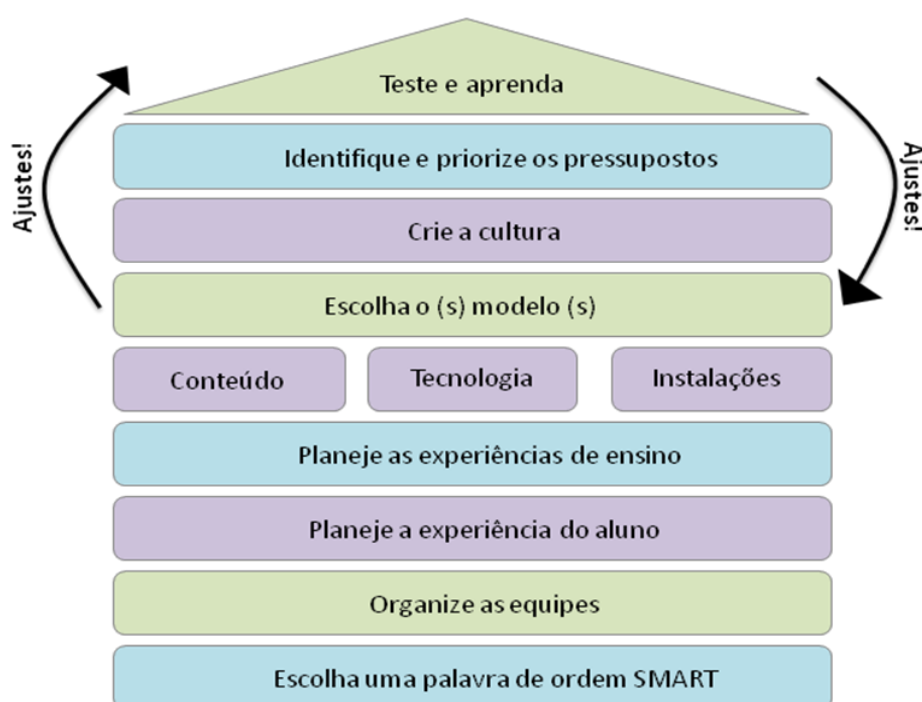 Teste e aprenda
Ajustes!
Ajustes!
Identifique e priorize os pressupostos
Crie a cultura
Escolha o (s) modelo (s)
Conteúdo
Tecnologia
Instalações
Planeje as experiências de ensino
Planeje a experiência do aluno
Organize as equipes
Escolha uma palavra de ordem SMART